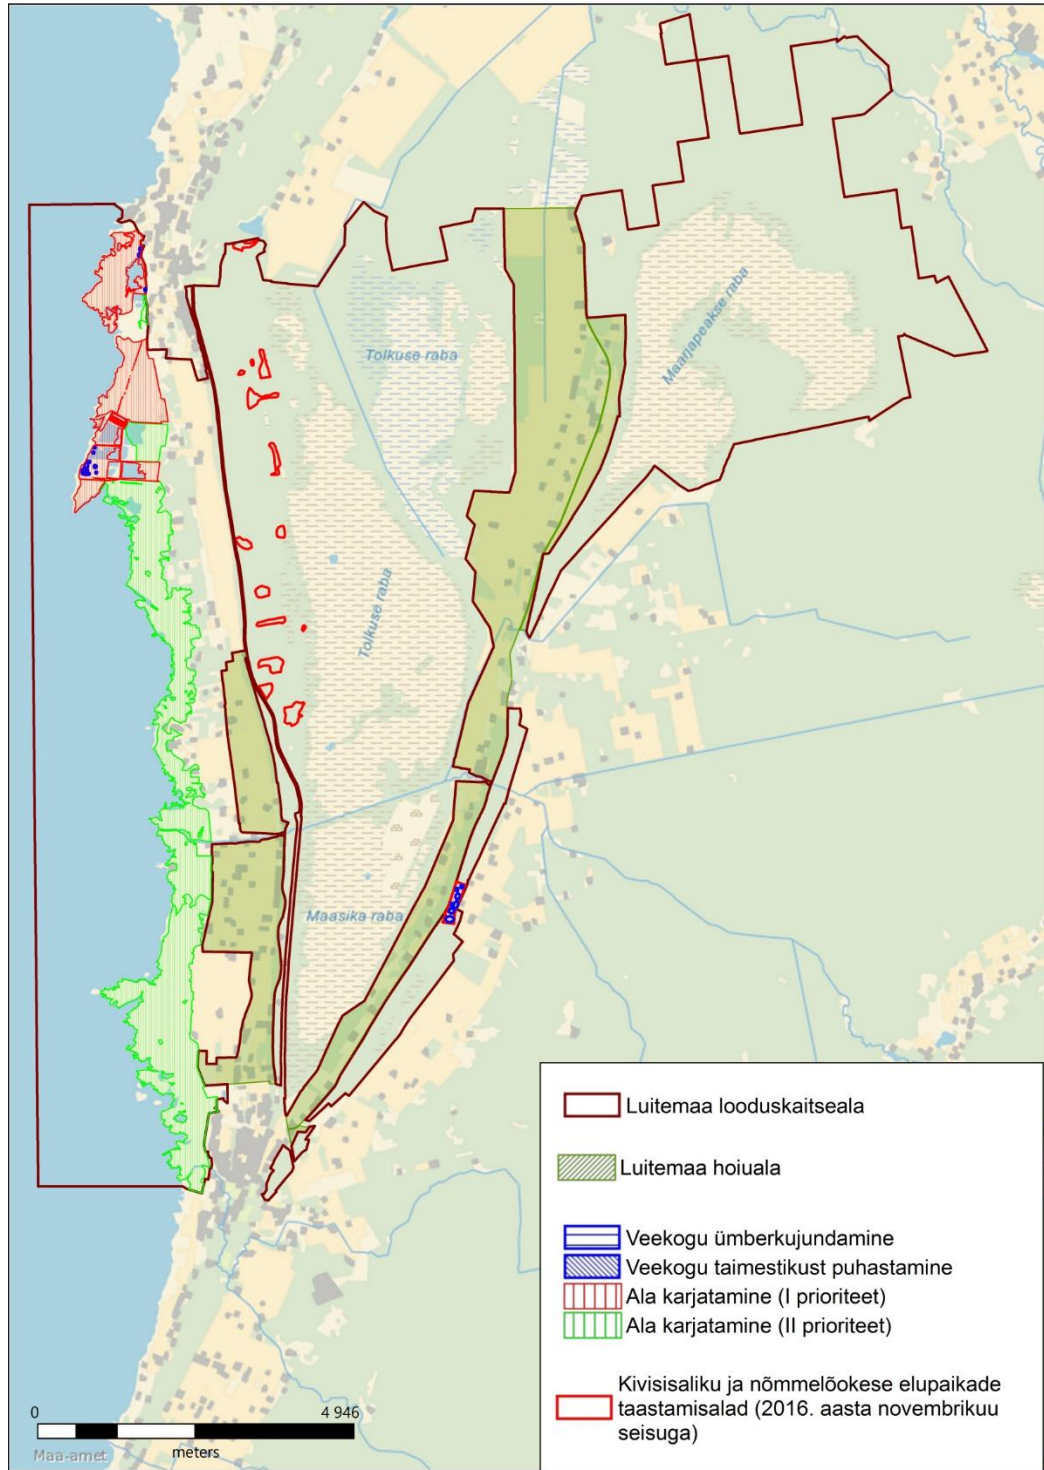 Tolkuse raba
Maarjapeakse raba
Tolkuse raba
Maasika raba
Luitemaa looduskaitseala
Luitemaa hoiuala
Veekogu ümberkujundamine
Veekogu taimestikust puhastamine
Ala karjatamine (I prioriteet)
Ala karjatamine (II prioriteet)
Kivisisaliku ja nõmmelõokese elupaikade
taastamisalad (2016. aasta novembrikuu
seisuga)
0 4 946
meters
Maa-amet